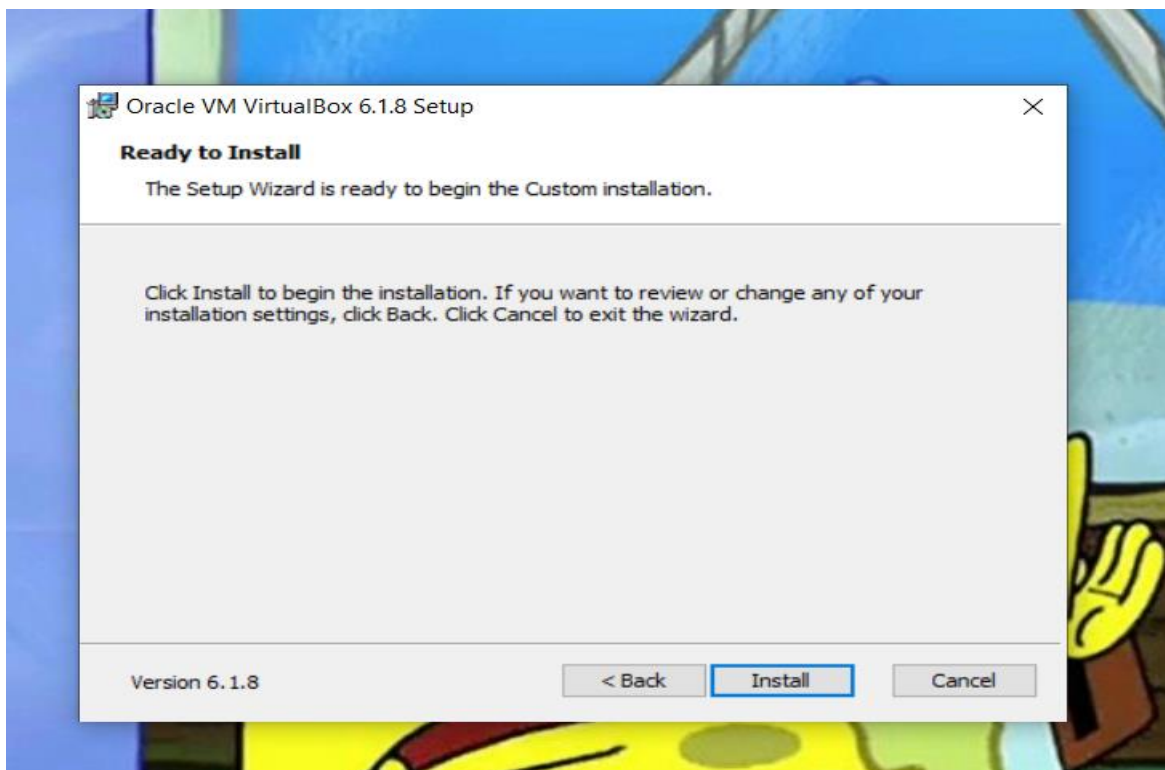 Oracle VM VirtualBox 6.1.8 Setup
Ready to Install
The Setup Wizard is ready to begin the Custom installation.
Click Install to begin the installation. If you want to review or change any of your
installation settings, click Back. Click Cancel to exit the wizard.
Version 6.1.8
< Back
Install
Cancel